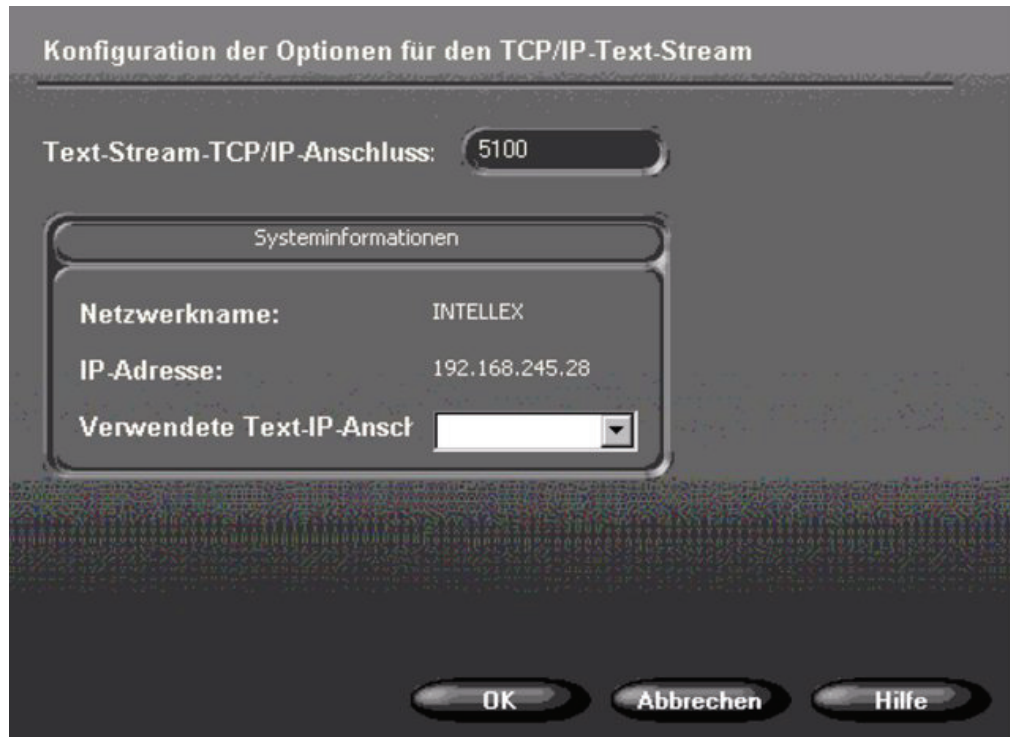 Konfiguration der Optionen für den TCP/IP-Text-Stream
Text-Stream-TCP/IP-Anschluss: 5100
Systeminformationen
Netzwerkname: INTELLEX
IP-Adresse: 192.168.245.28
Verwendete Text-IP-Ansch
OK Abbrechen Hilfe